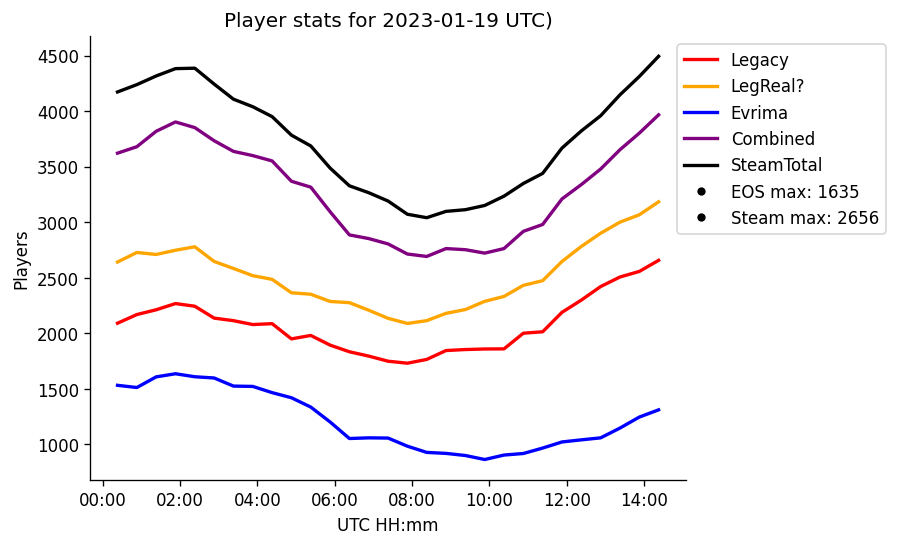 Player stats for 2023-01-19 UTC)
4500
4000
3500
3000
2500
2000
1500
1000
Players
00:00 02:00 04:00 06:00 08:00 10:00 12:00 14:00
UTC HH:mm
Legacy
LegReal?
Evrima
Combined
SteamTotal
EOS max: 1635
Steam max: 2656